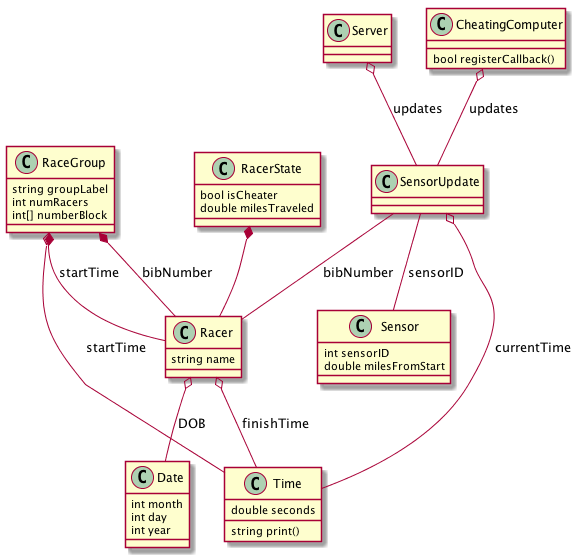 C Server
C CheatingComputer
bool registerCallback()
updates
updates
C RaceGroup
string groupLabel
int numRacers
int[] numberBlock
C RacerState
bool isCheater
double milesTraveled
C SensorUpdate
startTime
bibNumber
bibNumber
sensorID
C Racer
string name
C Sensor
int sensorID
double milesFromStart
startTime
currentTime
DOB
finishTime
C Date
int month
int day
int year
C Time
double seconds
string print()